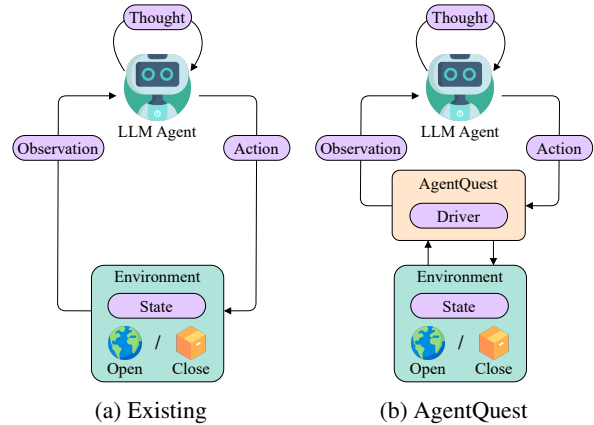 Thought
LLM Agent
Observation
Action
Environment
State
/
Open
Close
(a) Existing
Thought
LLM Agent
Observation
Action
AgentQuest
Driver
Environment
State
/
Open
Close
(b) AgentQuest